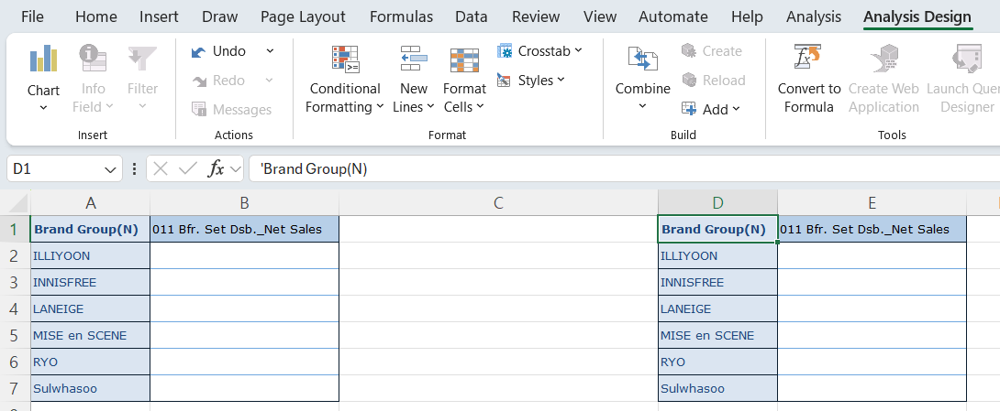 File Home Insert Draw Page Layout Formulas Data Review View Automate Help Analysis Analysis Design
Chart
Info Field
Filter
Insert
Undo
Redo
Messages
Actions
Conditional Formatting
New Lines
Format Cells
Crosstab
Styles
Format
Combine
Create
Reload
Add
Build
Convert to Formula
Create Web Application
Launch Designer
Tools
D1 fx 'Brand Group(N)
A B C D E
1 Brand Group(N) 011 Bfr. Set Dsb._Net Sales Brand Group(N) 011 Bfr. Set Dsb._Net Sales
2 ILLIYOON ILLIYOON
3 INNISFREE INNISFREE
4 LANEIGE LANEIGE
5 MISE en SCENE MISE en SCENE
6 RYO RYO
7 Sulwhasoo Sulwhasoo